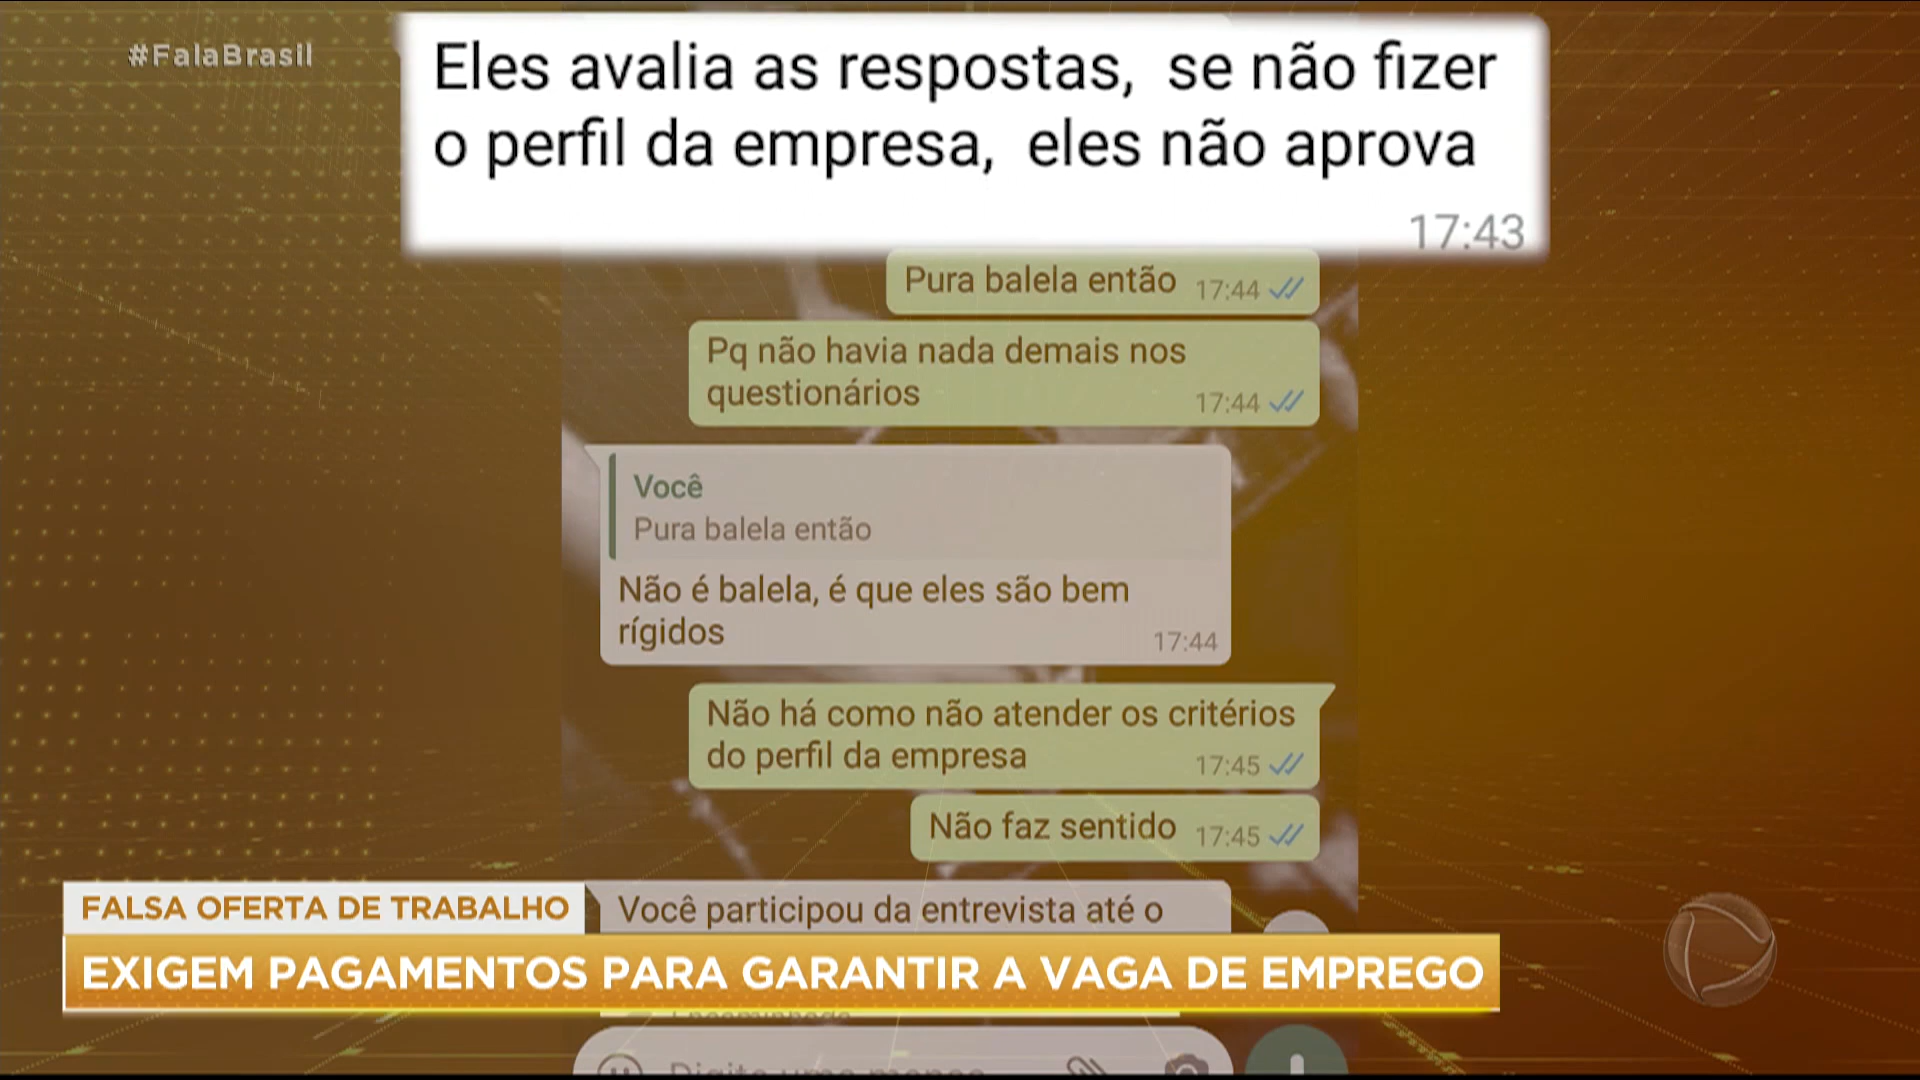 #FalaBrasil
Eles avalia as respostas, se não fizer
o perfil da empresa, eles não aprova
17:43
Pura balela então 17:44
Pq não havia nada demais nos
questionários 17:44
Você
Pura balela então
Não é balela, é que eles são bem
rígidos 17:44
Não há como não atender os critérios
do perfil da empresa 17:45
Não faz sentido 17:45
Você participou da entrevista até o
FALSA OFERTA DE TRABALHO
EXIGEM PAGAMENTOS PARA GARANTIR A VAGA DE EMPREGO